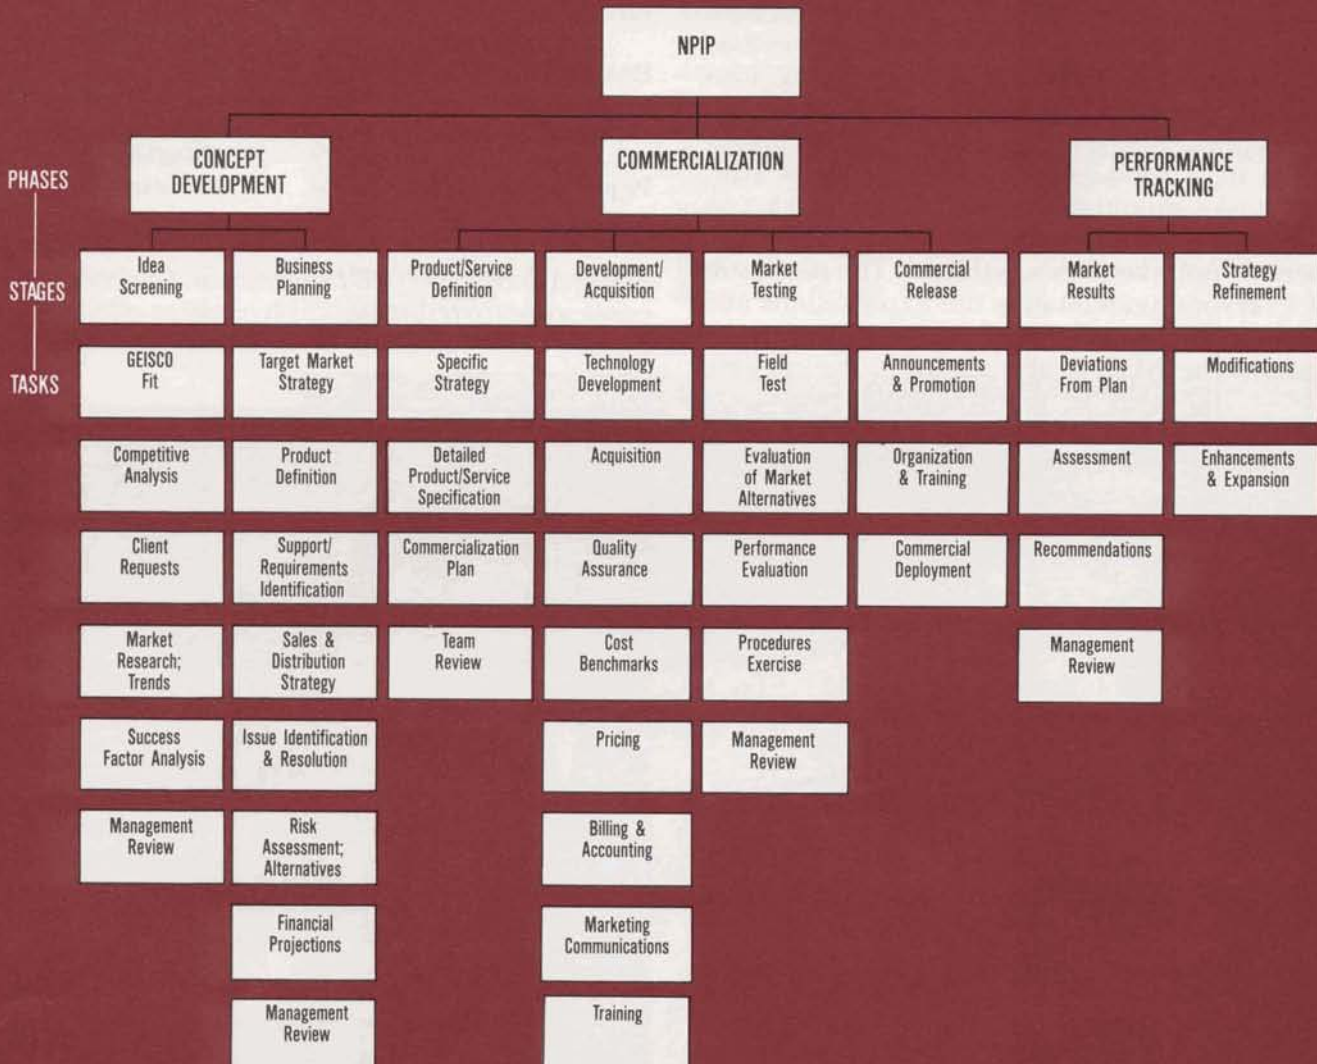 NPIP
CONCEPT
DEVELOPMENT
COMMERCIALIZATION
PERFORMANCE
TRACKING
PHASES
STAGES
TASKS
Idea
Screening
Business
Planning
Product/Service
Definition
Development/
Acquisition
Market
Testing
Commercial
Release
Market
Results
Strategy
Refinement
GEISCO
Fit
Target Market
Strategy
Specific
Strategy
Technology
Development
Field
Test
Announcements
& Promotion
Deviations
From Plan
Modifications
Competitive
Analysis
Product
Definition
Detailed
Product/Service
Specification
Acquisition
Evaluation
of Market
Alternatives
Organization
& Training
Assessment
Enhancements
& Expansion
Client
Requests
Support/
Requirements
Identification
Commercialization
Plan
Quality
Assurance
Performance
Evaluation
Commercial
Deployment
Recommendations
Market
Research;
Trends
Sales &
Distribution
Strategy
Team
Review
Cost
Benchmarks
Procedures
Exercise
Management
Review
Success
Factor Analysis
Issue Identification
& Resolution
Pricing
Management
Review
Management
Review
Risk
Assessment;
Alternatives
Billing &
Accounting
Financial
Projections
Marketing
Communications
Management
Review
Training